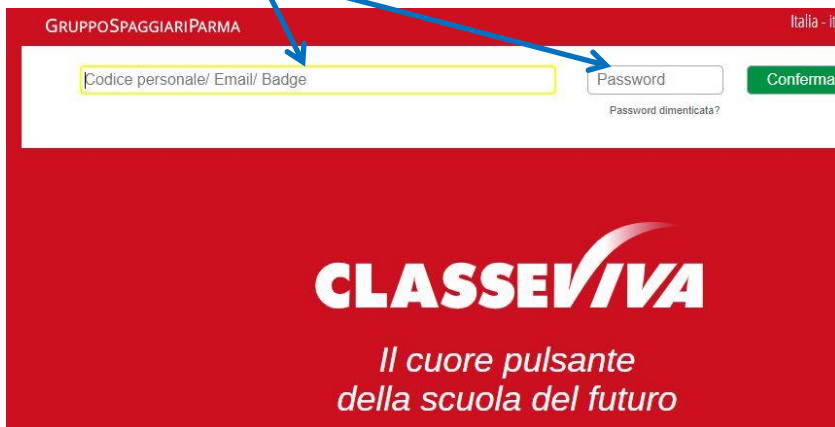 GRUPPOSPAGGIARIPARMA
Italia - it
Codice personale/ Email/ Badge
Password
Conferma
Password dimenticata?
CLASSEVIVA
Il cuore pulsante
della scuola del futuro